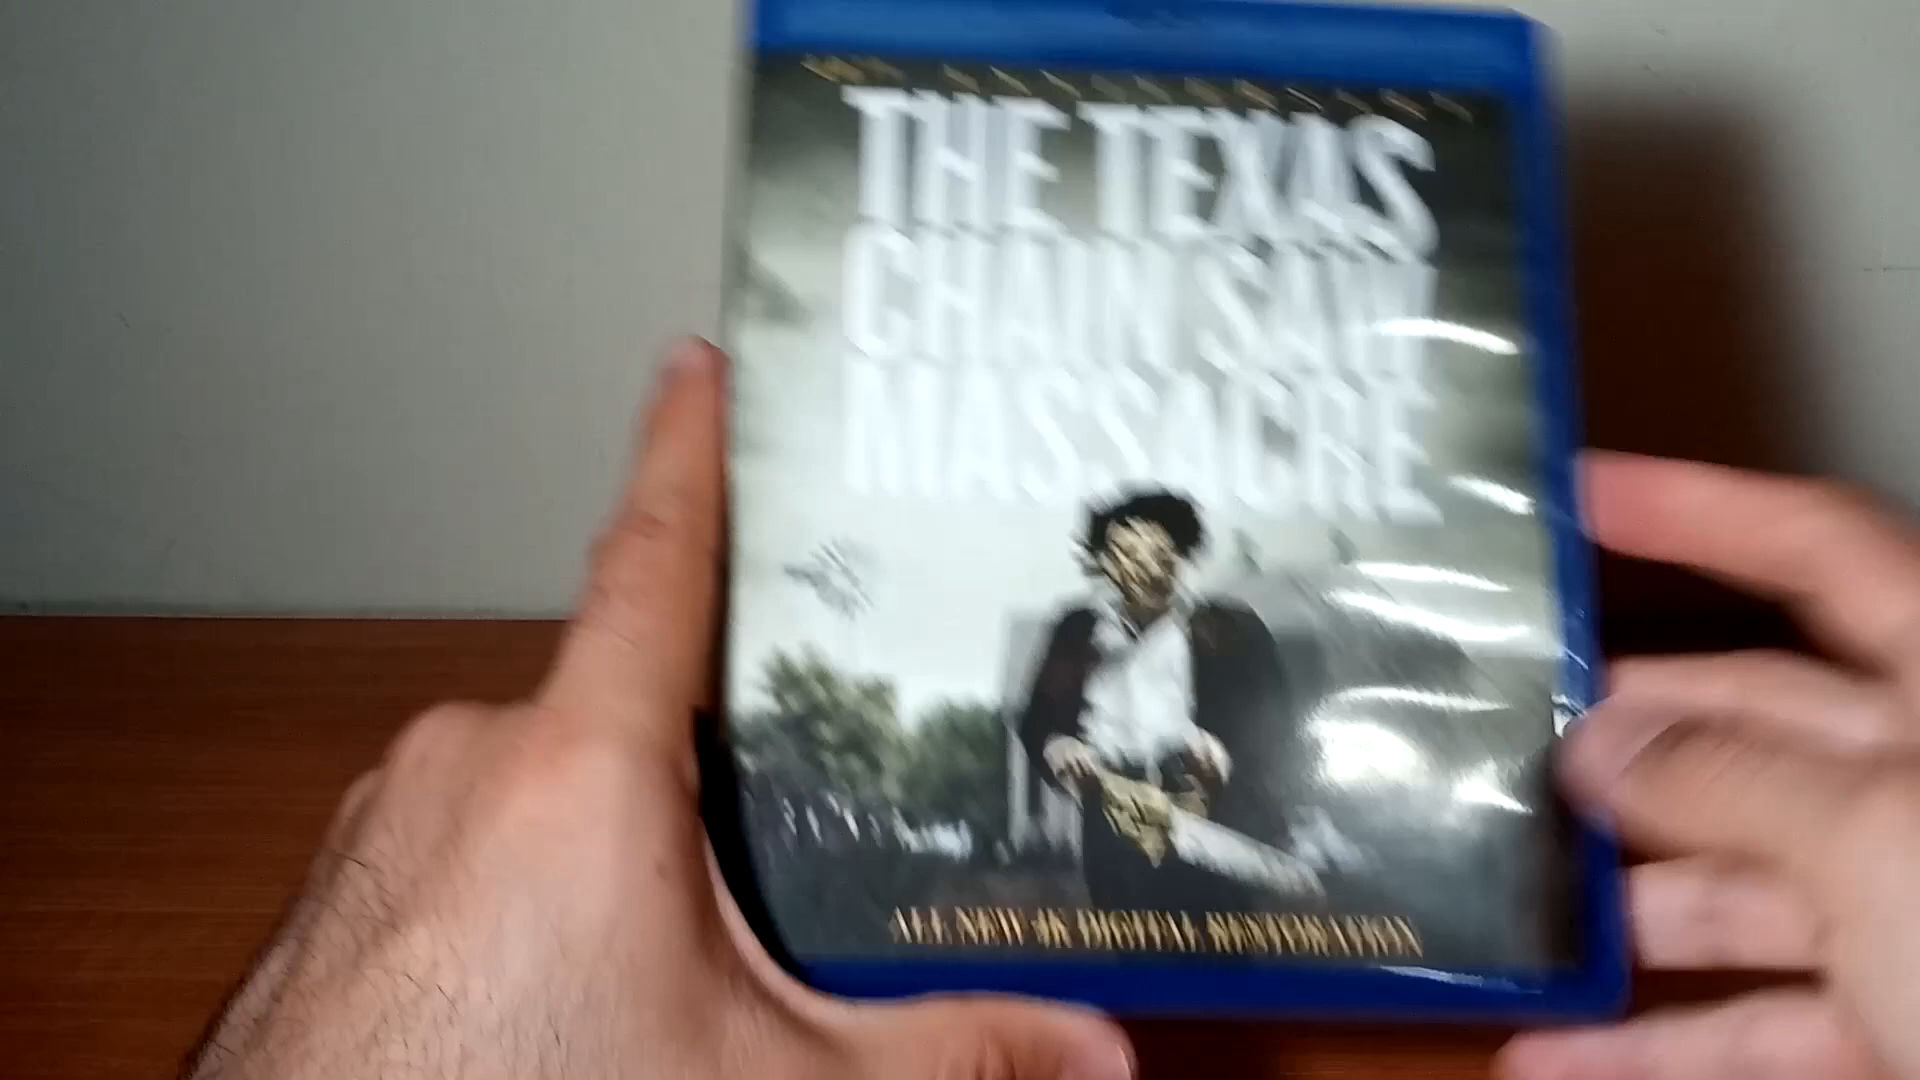 THE TEXAS
CHAIN SAW
MASSACRE
ALL NEW 4K DIGITAL RESTORATION